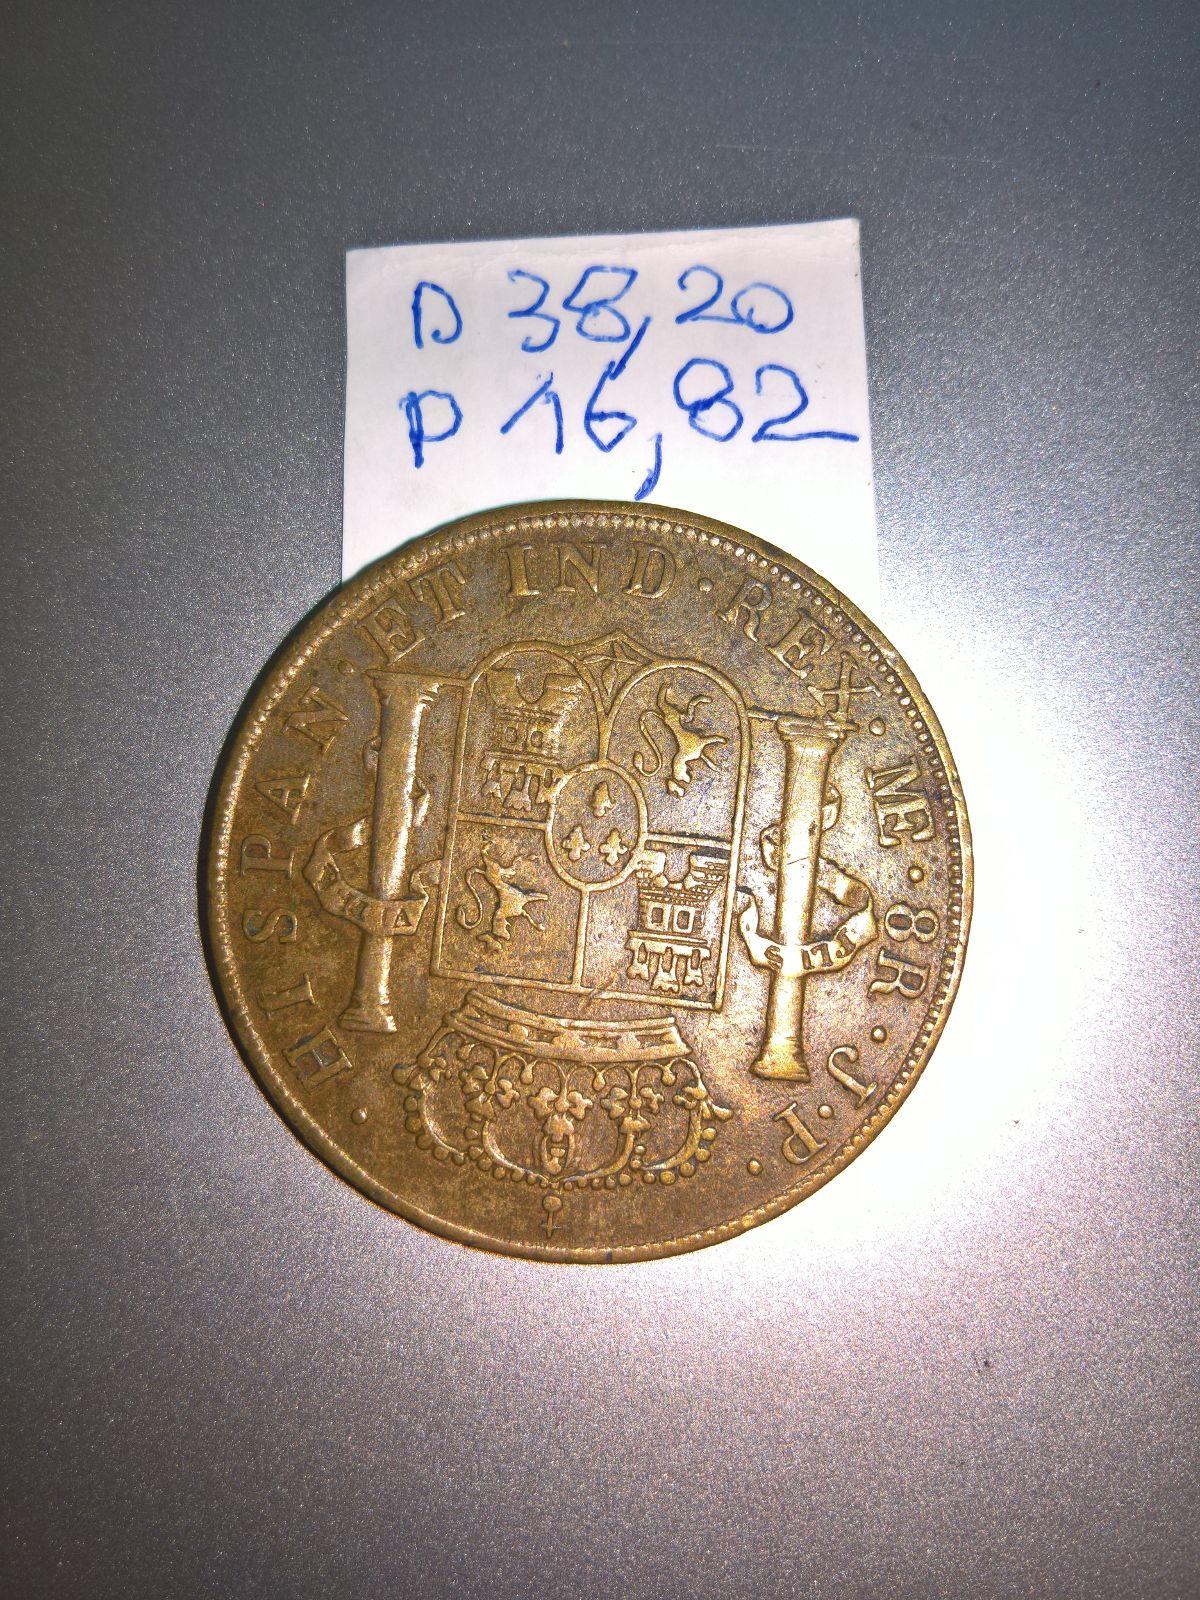 D 38,20
P 16,82
· HISPAN · ET IND · REX · ME · 8R · J · P ·